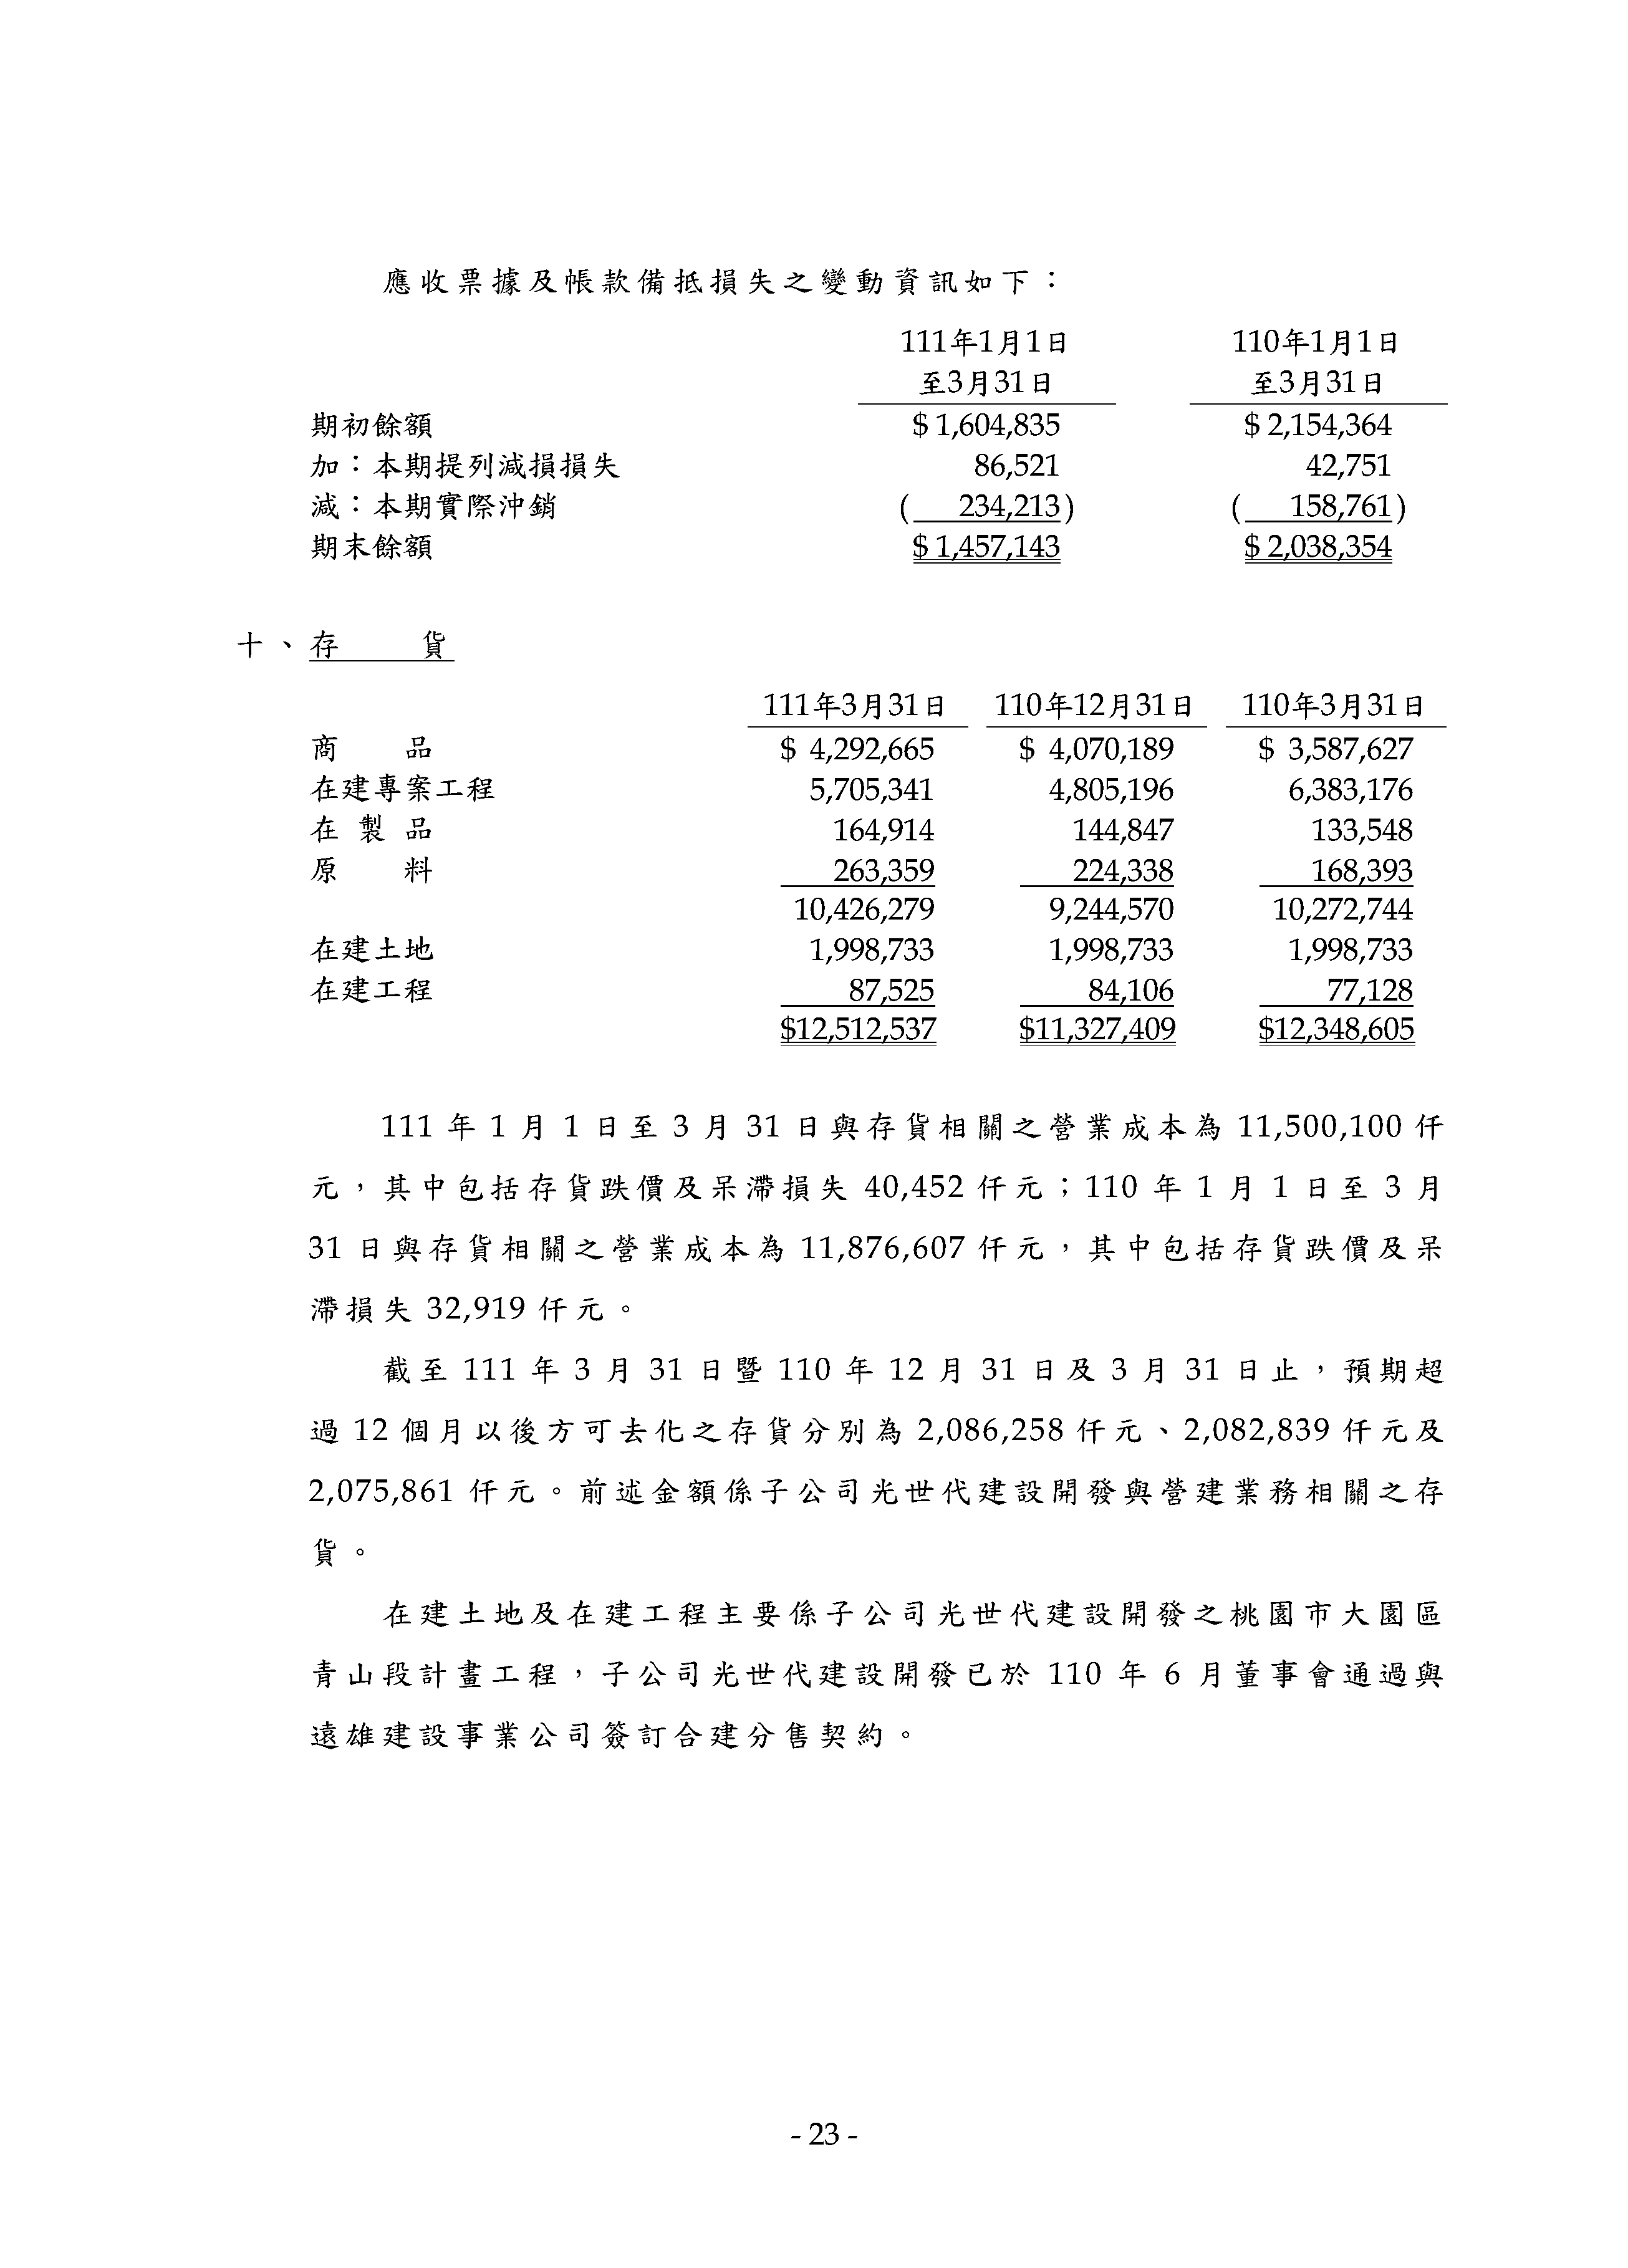 應收票據及帳款備抵損失之變動資訊如下：
111年1月1日 110年1月1日
至3月31日 至3月31日
期初餘額 $ 1,604,835 $ 2,154,364
加：本期提列減損損失 86,521 42,751
減：本期實際沖銷 ( 234,213) ( 158,761)
期末餘額 $ 1,457,143 $ 2,038,354
十、存 貨
111年3月31日 110年12月31日 110年3月31日
商 品 $ 4,292,665 $ 4,070,189 $ 3,587,627
在建專案工程 5,705,341 4,805,196 6,383,176
在 製 品 164,914 144,847 133,548
原 料 263,359 224,338 168,393
10,426,279 9,244,570 10,272,744
在建土地 1,998,733 1,998,733 1,998,733
在建工程 87,525 84,106 77,128
$12,512,537 $11,327,409 $12,348,605
111 年 1 月 1 日至 3 月 31 日與存貨相關之營業成本為 11,500,100 仟
元，其中包括存貨跌價及呆滯損失 40,452 仟元；110 年 1 月 1 日至 3 月
31 日與存貨相關之營業成本為 11,876,607 仟元，其中包括存貨跌價及呆
滯損失 32,919 仟元。
截至 111 年 3 月 31 日暨 110 年 12 月 31 日及 3 月 31 日止，預期超
過 12 個月以後方可去化之存貨分別為 2,086,258 仟元、2,082,839 仟元及
2,075,861 仟元。前述金額係子公司光世代建設開發與營建業務相關之存
貨。
在建土地及在建工程主要係子公司光世代建設開發之桃園市大園區
青山段計畫工程，子公司光世代建設開發已於 110 年 6 月董事會通過與
遠雄建設事業公司簽訂合建分售契約。
- 23 -